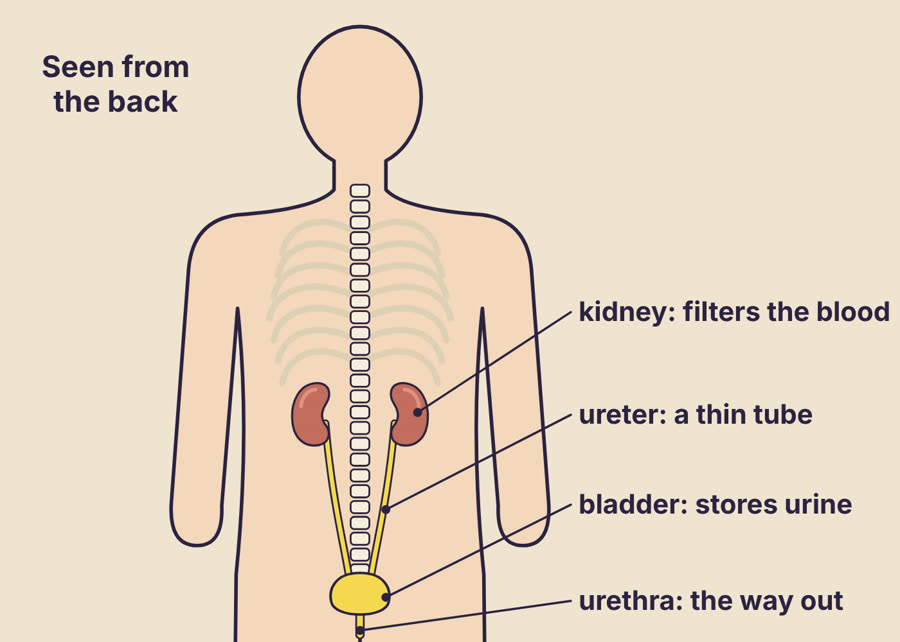 Seen from
the back
kidney: filters the blood
ureter: a thin tube
bladder: stores urine
urethra: the way out